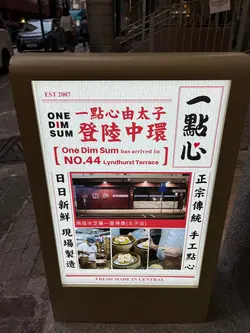 EST 2007
ONE
DIM
SUM
一點心由太子
登陸中環
One Dim Sum has arrived in
NO.44 Lyndhurst Terrace
一點心
日日新鮮 現場製造
正宗傳統 手工點心
FRESH MADE IN CENTRAL